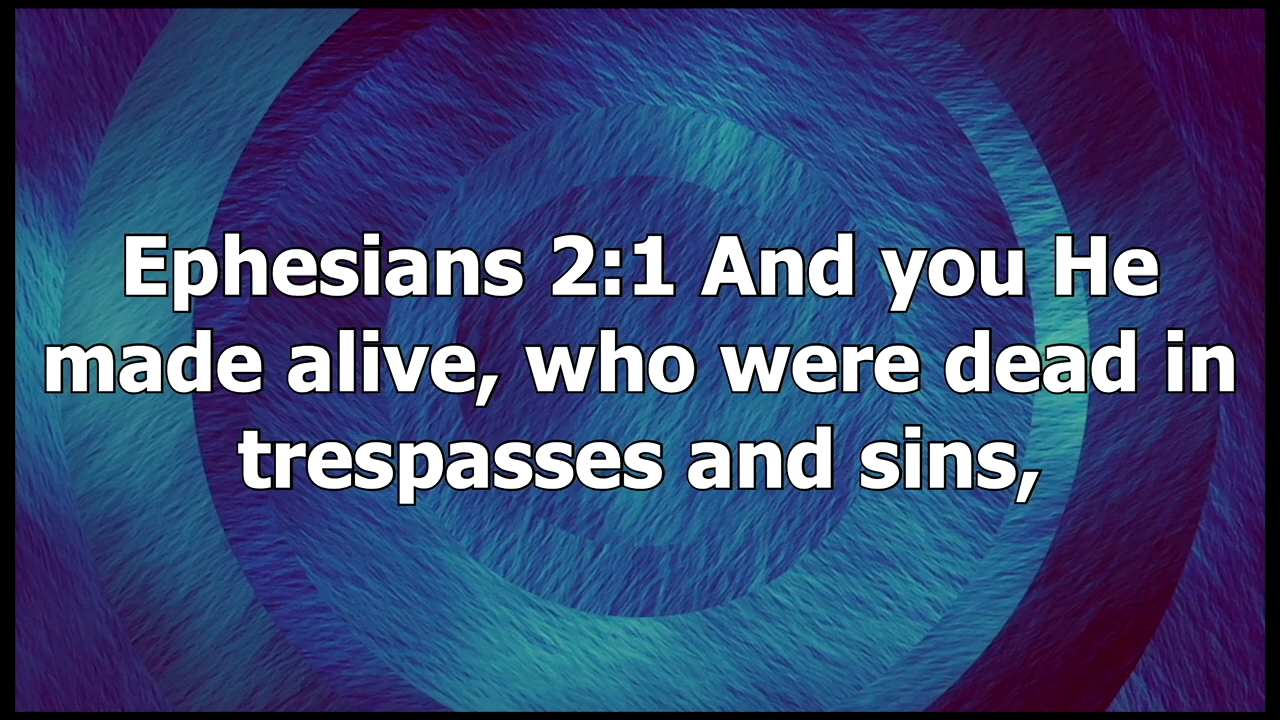 Ephesians 2:1 And you He
made alive, who were dead in
trespasses and sins,